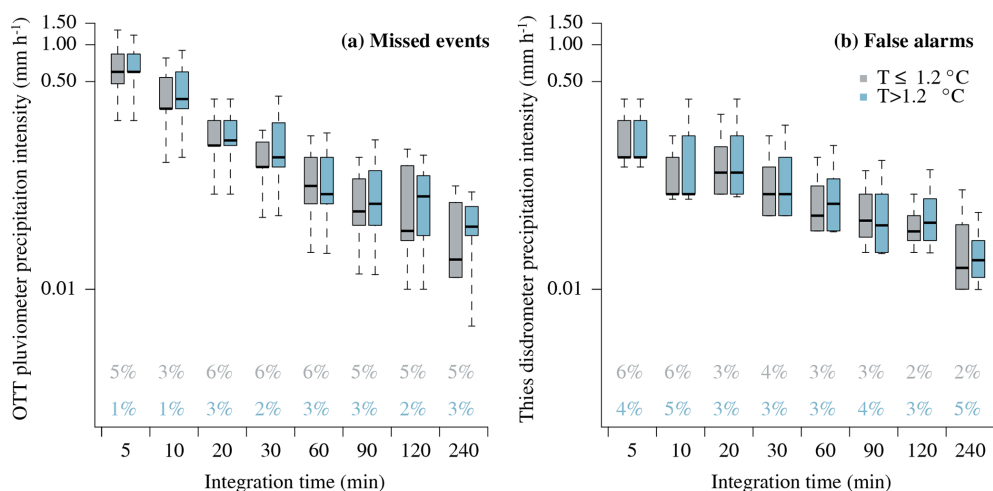 (a) Missed events
OTT pluviometer precipitation intensity (mm h⁻¹)
1.50
1.00
0.50
0.01
5% 3% 6% 6% 6% 5% 5% 5%
1% 1% 3% 2% 3% 3% 2% 3%
5 10 20 30 60 90 120 240
Integration time (min)
(b) False alarms
T ≤ 1.2 °C
T>1.2 °C
Thies disdrometer precipitation intensity (mm h⁻¹)
1.50
1.00
0.50
0.01
6% 6% 3% 4% 3% 3% 2% 2%
4% 5% 3% 3% 3% 4% 3% 5%
5 10 20 30 60 90 120 240
Integration time (min)